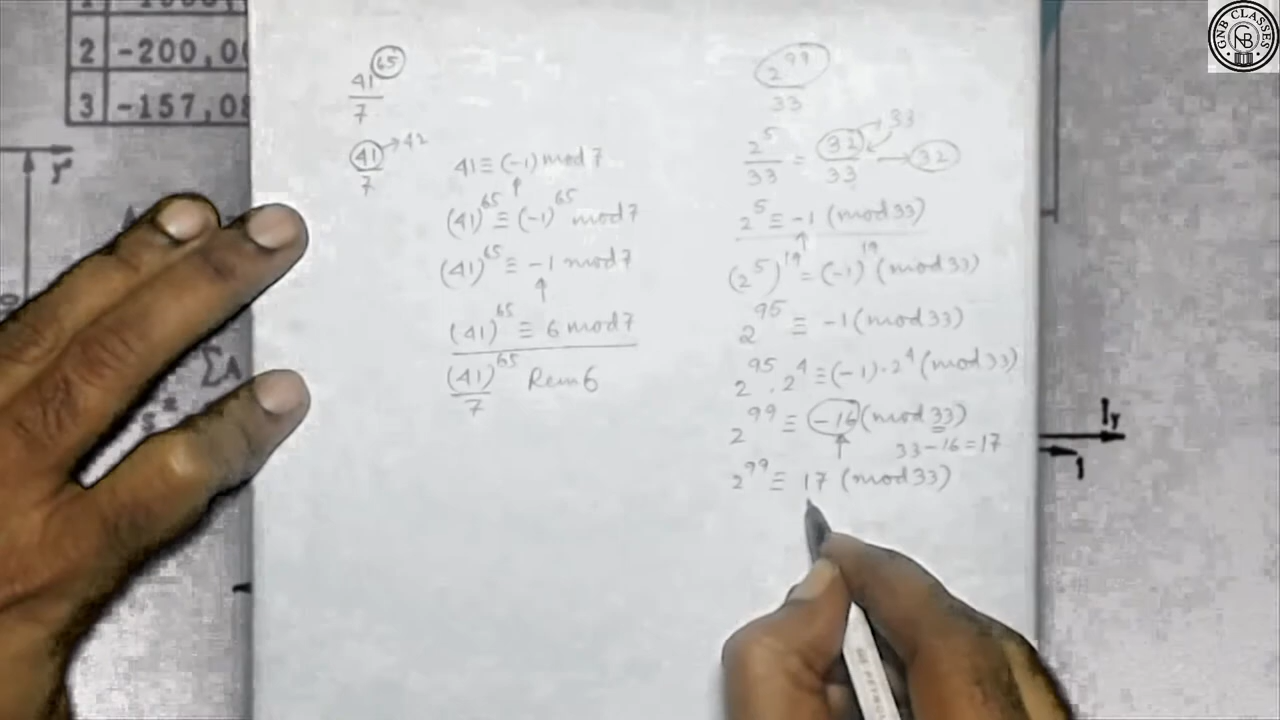 2 -200,00
3 -157,08
GNB CLASSES
41^65
7
41 → 42
7
41 ≡ (-1) mod 7
(41)^65 ≡ (-1)^65 mod 7
(41)^65 ≡ -1 mod 7
(41)^65 ≡ 6 mod 7
(41)^65 Rem 6
7
2^99
33
2^5/33 = 32/33 → 32
33
2^5 ≡ -1 (mod 33)
(2^5)^19 = (-1)^19 (mod 33)
2^95 ≡ -1 (mod 33)
2^95 . 2^4 ≡ (-1) · 2^4 (mod 33)
2^99 ≡ -16 (mod 33)
33-16=17
2^99 ≡ 17 (mod 33)
ΣA